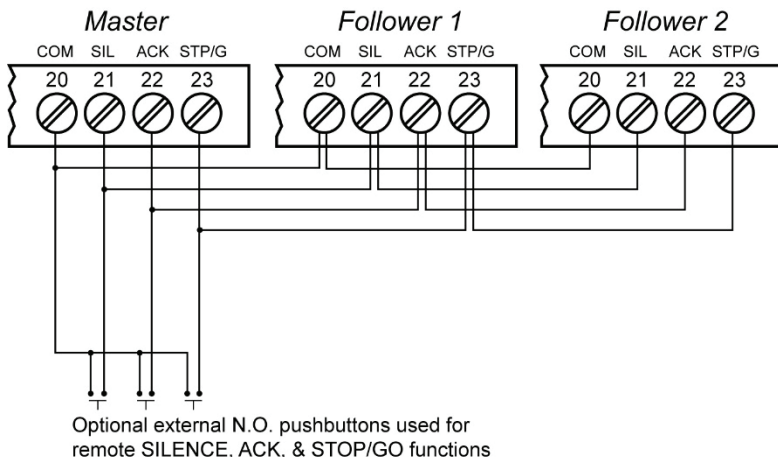 Master Follower 1 Follower 2
COM SIL ACK STP/G COM SIL ACK STP/G COM SIL ACK STP/G
20 21 22 23 20 21 22 23 20 21 22 23
Optional external N.O. pushbuttons used for
remote SILENCE, ACK, & STOP/GO functions